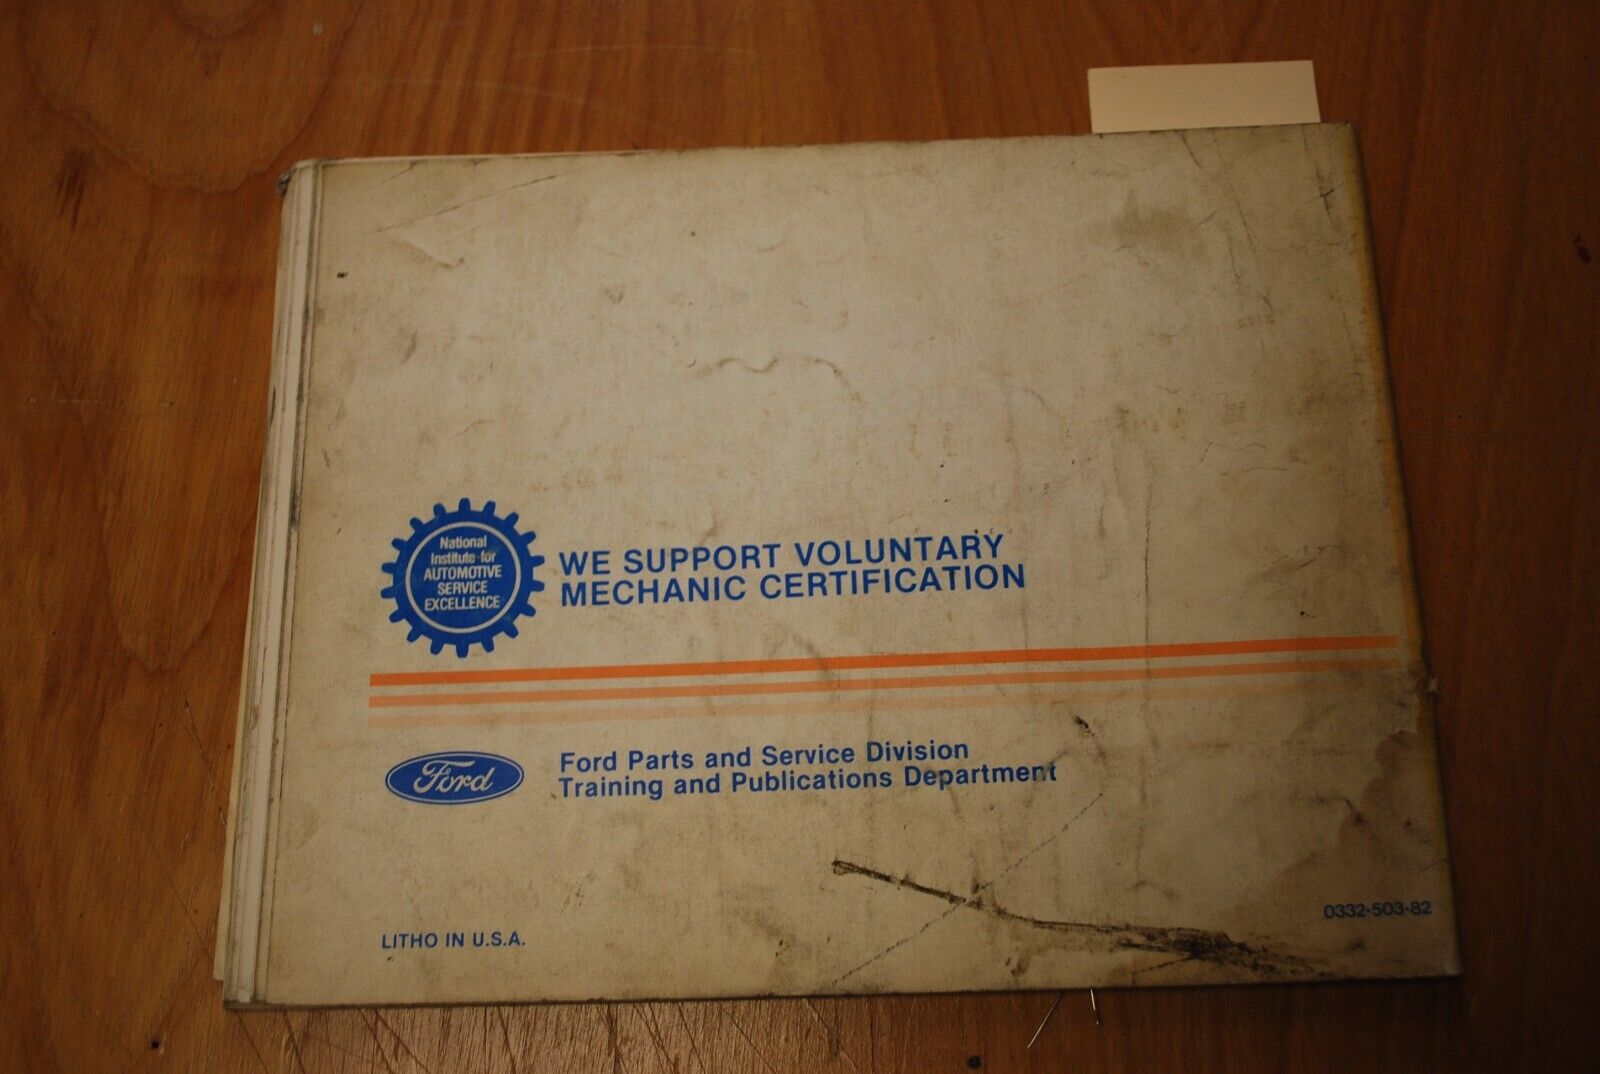 National
Institute for
AUTOMOTIVE
SERVICE
EXCELLENCE
WE SUPPORT VOLUNTARY
MECHANIC CERTIFICATION
Ford
Ford Parts and Service Division
Training and Publications Department
LITHO IN U.S.A.
0332-503-82